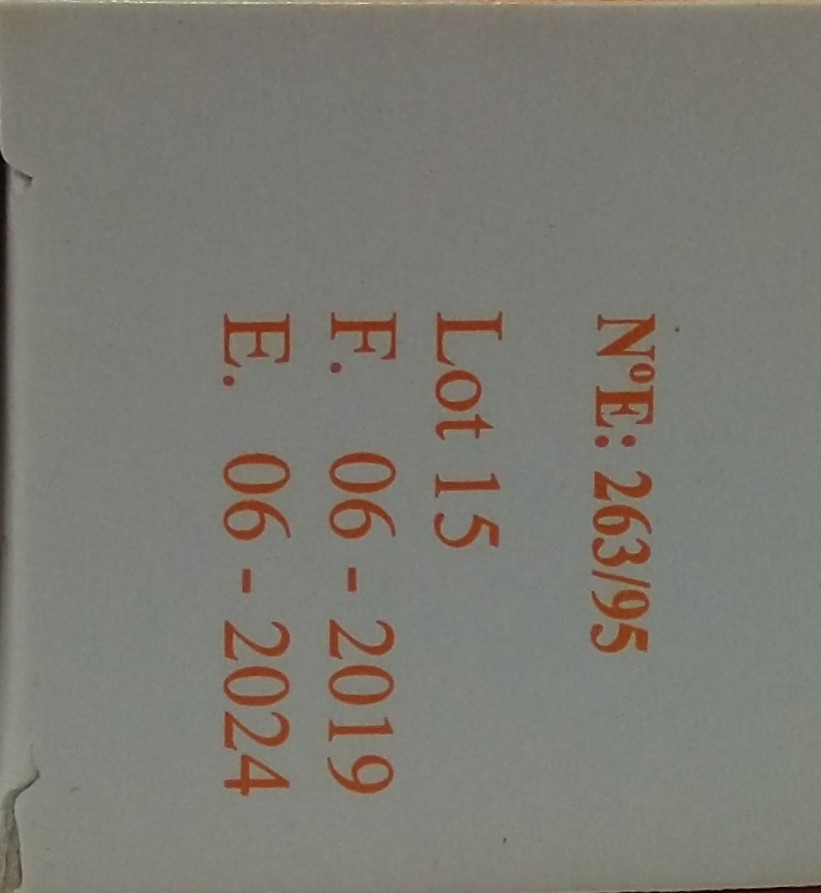 N°E: 263/95
Lot 15
F. 06 - 2019
E. 06 - 2024